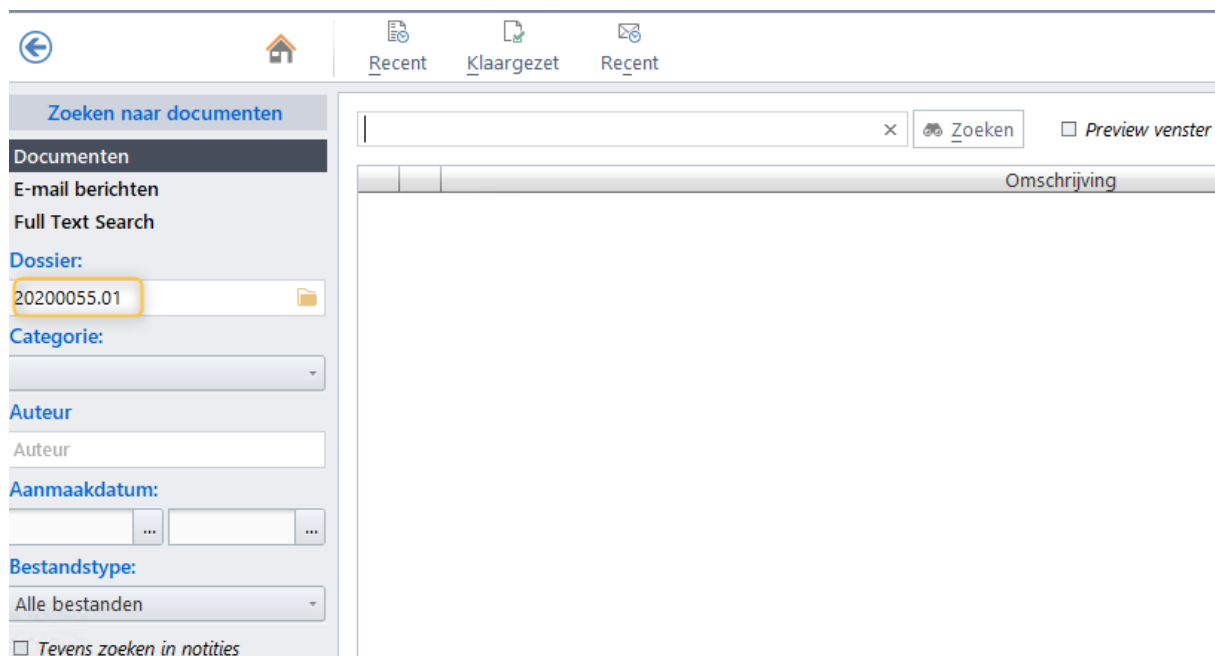 Recent Klaargezet Recent
Zoeken naar documenten
Zoeken Preview venster
Documenten
Omschrijving
E-mail berichten
Full Text Search
Dossier:
20200055.01
Categorie:
Auteur
Auteur
Aanmaakdatum:
... ...
Bestandstype:
Alle bestanden
Tevens zoeken in notities